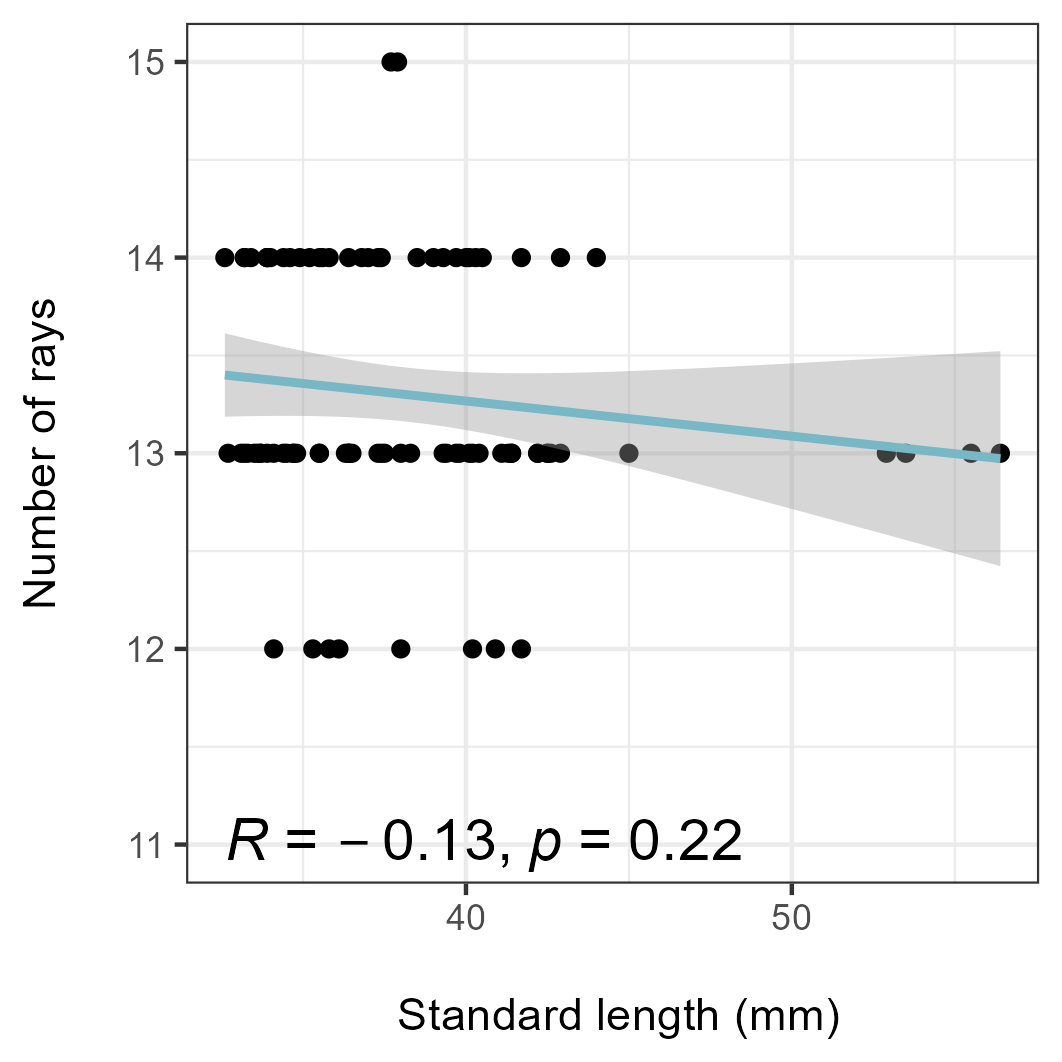 15
14
13
12
11
Number of rays
R = − 0.13, p = 0.22
40 50
Standard length (mm)